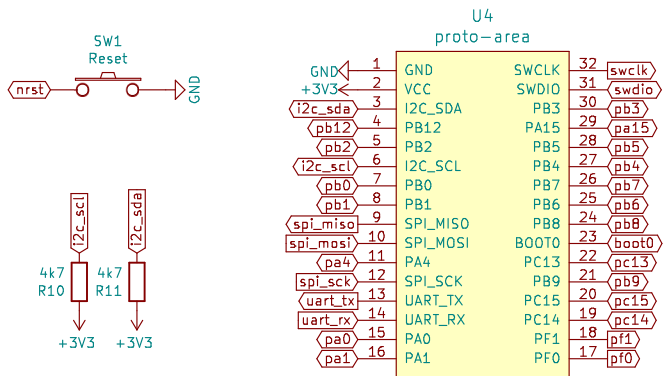 SW1
Reset
nrst
GND
i2c_scl
i2c_sda
4k7
R10
4k7
R11
+3V3
+3V3
U4
proto-area
GND 1 GND SWCLK 32 swclk
+3V3 2 VCC SWDIO 31 swdio
i2c_sda 3 I2C_SDA PB3 30 pb3
pb12 4 PB12 PA15 29 pa15
pb2 5 PB2 PB5 28 pb5
i2c_scl 6 I2C_SCL PB4 27 pb4
pb0 7 PB0 PB7 26 pb7
pb1 8 PB1 PB6 25 pb6
spi_miso 9 SPI_MISO PB8 24 pb8
spi_mosi 10 SPI_MOSI BOOT0 23 boot0
pa4 11 PA4 PC13 22 pc13
spi_sck 12 SPI_SCK PB9 21 pb9
uart_tx 13 UART_TX PC15 20 pc15
uart_rx 14 UART_RX PC14 19 pc14
pa0 15 PA0 PF1 18 pf1
pa1 16 PA1 PF0 17 pf0